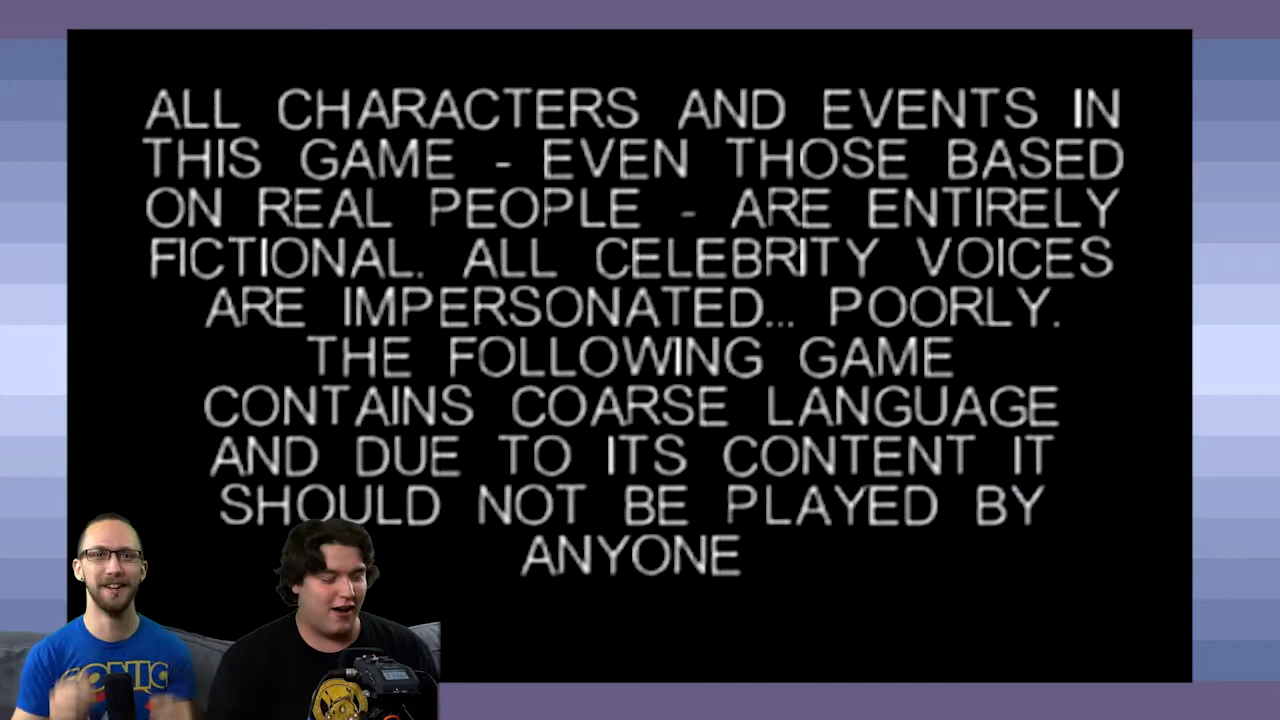 ALL CHARACTERS AND EVENTS IN
THIS GAME - EVEN THOSE BASED
ON REAL PEOPLE - ARE ENTIRELY
FICTIONAL. ALL CELEBRITY VOICES
ARE IMPERSONATED... POORLY.
THE FOLLOWING GAME
CONTAINS COARSE LANGUAGE
AND DUE TO ITS CONTENT IT
SHOULD NOT BE PLAYED BY
ANYONE
SONIC